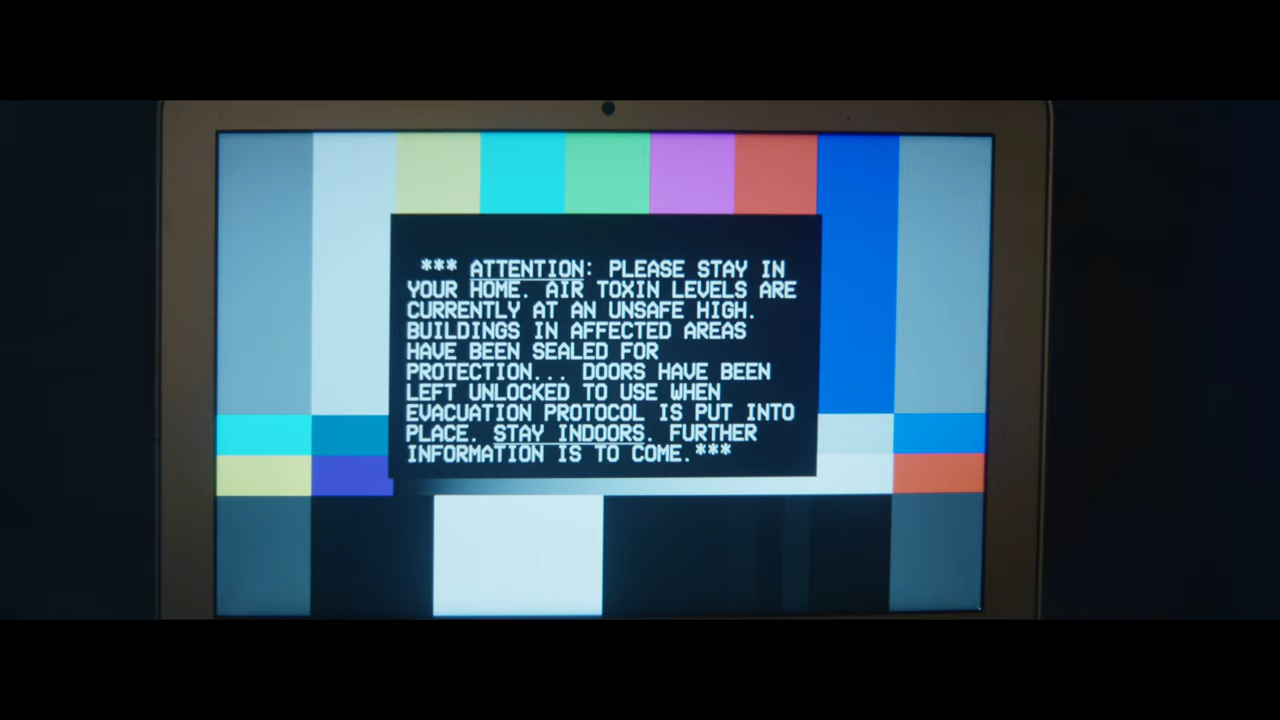 *** ATTENTION: PLEASE STAY IN
YOUR HOME. AIR TOXIN LEVELS ARE
CURRENTLY AT AN UNSAFE HIGH.
BUILDINGS IN AFFECTED AREAS
HAVE BEEN SEALED FOR
PROTECTION... DOORS HAVE BEEN
LEFT UNLOCKED TO USE WHEN
EVACUATION PROTOCOL IS PUT INTO
PLACE. STAY INDOORS. FURTHER
INFORMATION IS TO COME.***